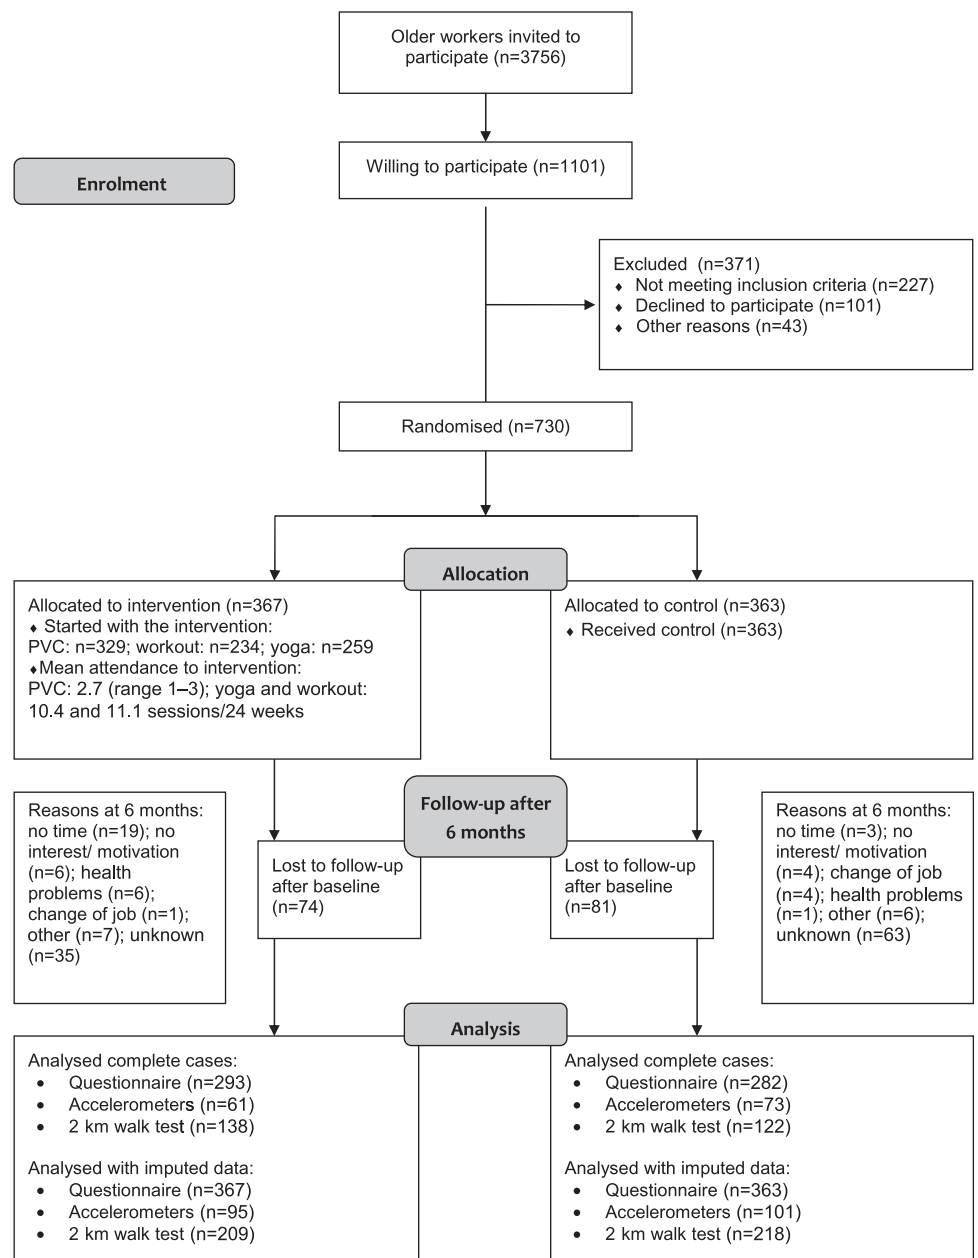 Older workers invited to
participate (n=3756)
Willing to participate (n=1101)
Enrolment
Excluded (n=371)
♦ Not meeting inclusion criteria (n=227)
♦ Declined to participate (n=101)
♦ Other reasons (n=43)
Randomised (n=730)
Allocation
Allocated to intervention (n=367)
♦ Started with the intervention:
PVC: n=329; workout: n=234; yoga: n=259
♦Mean attendance to intervention:
PVC: 2.7 (range 1–3); yoga and workout:
10.4 and 11.1 sessions/24 weeks
Allocated to control (n=363)
♦ Received control (n=363)
Follow-up after
6 months
Reasons at 6 months:
no time (n=19); no
interest/ motivation
(n=6); health
problems (n=6);
change of job (n=1);
other (n=7); unknown
(n=35)
Lost to follow-up
after baseline
(n=74)
Lost to follow-up
after baseline
(n=81)
Reasons at 6 months:
no time (n=3); no
interest/ motivation
(n=4); change of job
(n=4); health problems
(n=1); other (n=6);
unknown (n=63)
Analysis
Analysed complete cases:
• Questionnaire (n=293)
• Accelerometers (n=61)
• 2 km walk test (n=138)
Analysed with imputed data:
• Questionnaire (n=367)
• Accelerometers (n=95)
• 2 km walk test (n=209)
Analysed complete cases:
• Questionnaire (n=282)
• Accelerometers (n=73)
• 2 km walk test (n=122)
Analysed with imputed data:
• Questionnaire (n=363)
• Accelerometers (n=101)
• 2 km walk test (n=218)